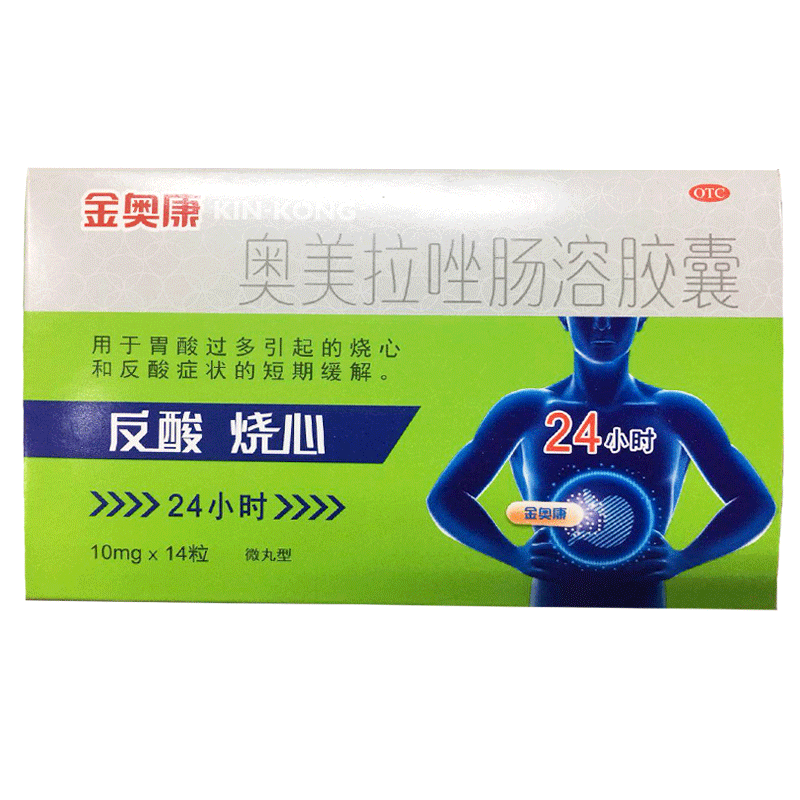 金奥康 KIN-KONG
OTC
奥美拉唑肠溶胶囊
用于胃酸过多引起的烧心
和反酸症状的短期缓解。
反酸 烧心
24小时
10mg x 14粒 微丸型
24小时
金奥康